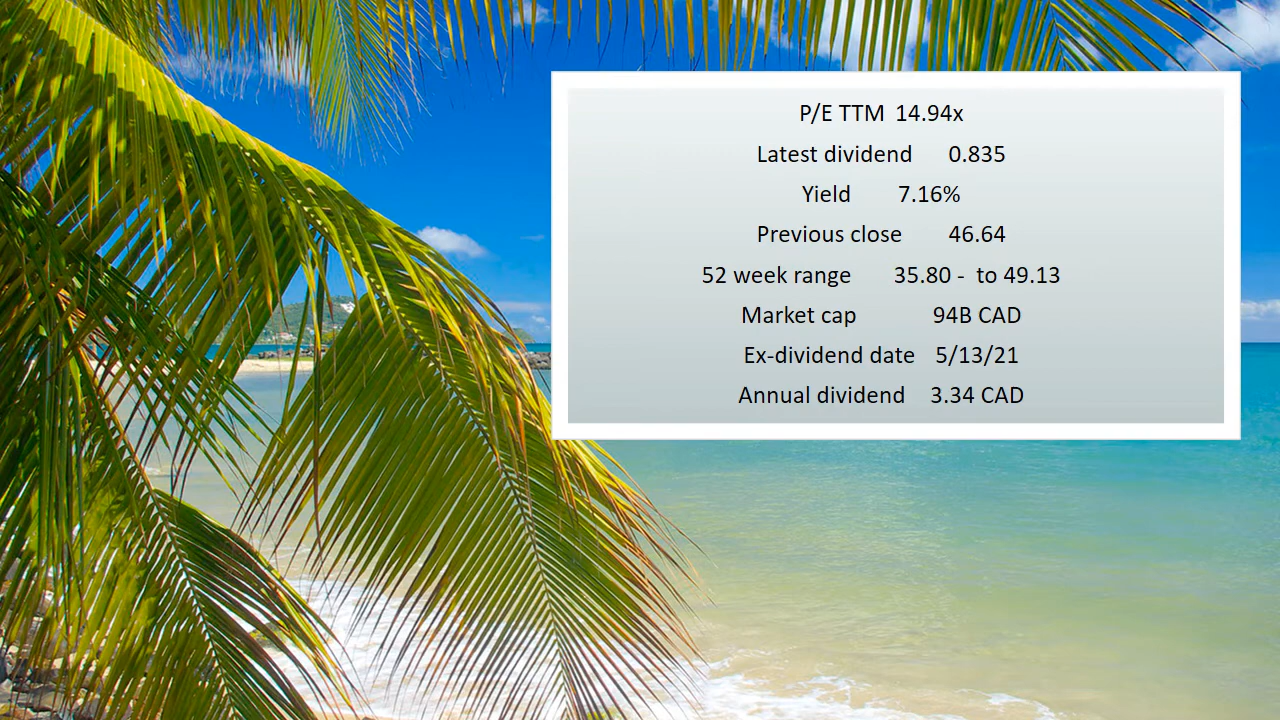 P/E TTM 14.94x
Latest dividend 0.835
Yield 7.16%
Previous close 46.64
52 week range 35.80 - to 49.13
Market cap 94B CAD
Ex-dividend date 5/13/21
Annual dividend 3.34 CAD